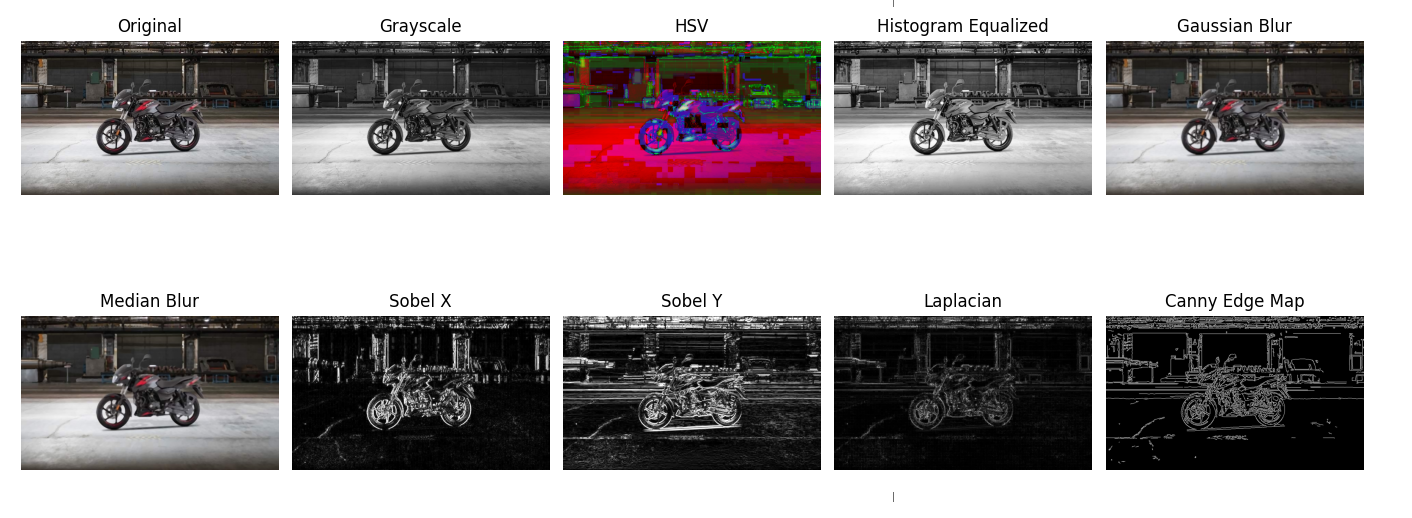 Original
Grayscale
HSV
Histogram Equalized
Gaussian Blur
Median Blur
Sobel X
Sobel Y
Laplacian
Canny Edge Map